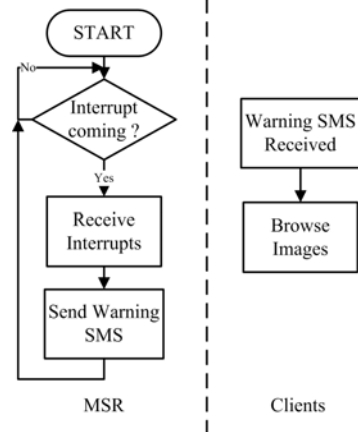 START
No
Interrupt
coming ?
Yes
Receive
Interrupts
Send Warning
SMS
MSR
Warning SMS
Received
Browse
Images
Clients